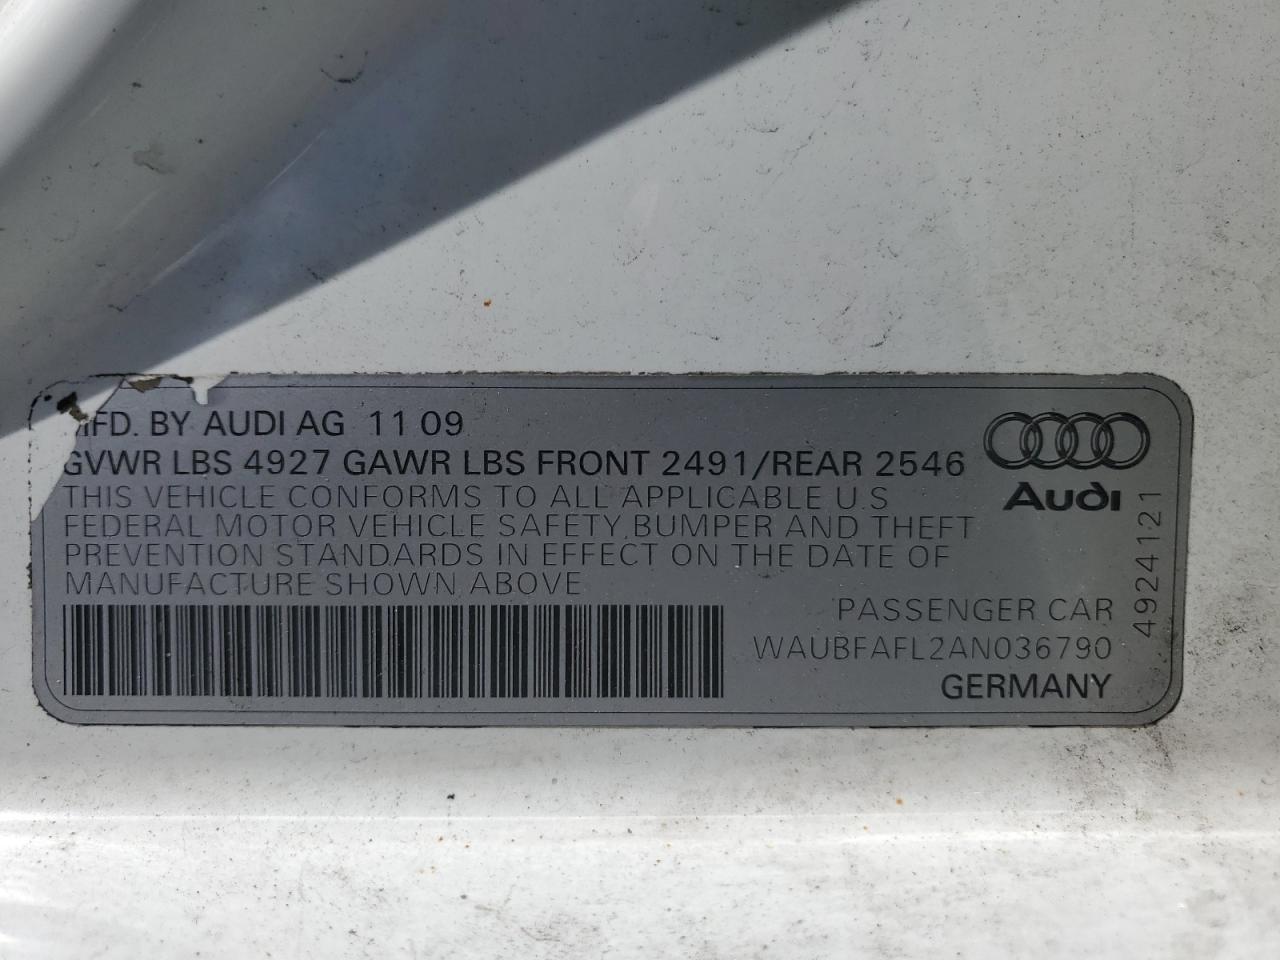 MFD. BY AUDI AG 11 09
GVWR LBS 4927 GAWR LBS FRONT 2491/REAR 2546
THIS VEHICLE CONFORMS TO ALL APPLICABLE U.S
FEDERAL MOTOR VEHICLE SAFETY, BUMPER AND THEFT
PREVENTION STANDARDS IN EFFECT ON THE DATE OF
MANUFACTURE SHOWN ABOVE
Audi
PASSENGER CAR
WAUBFAFL2AN036790
GERMANY
4924121